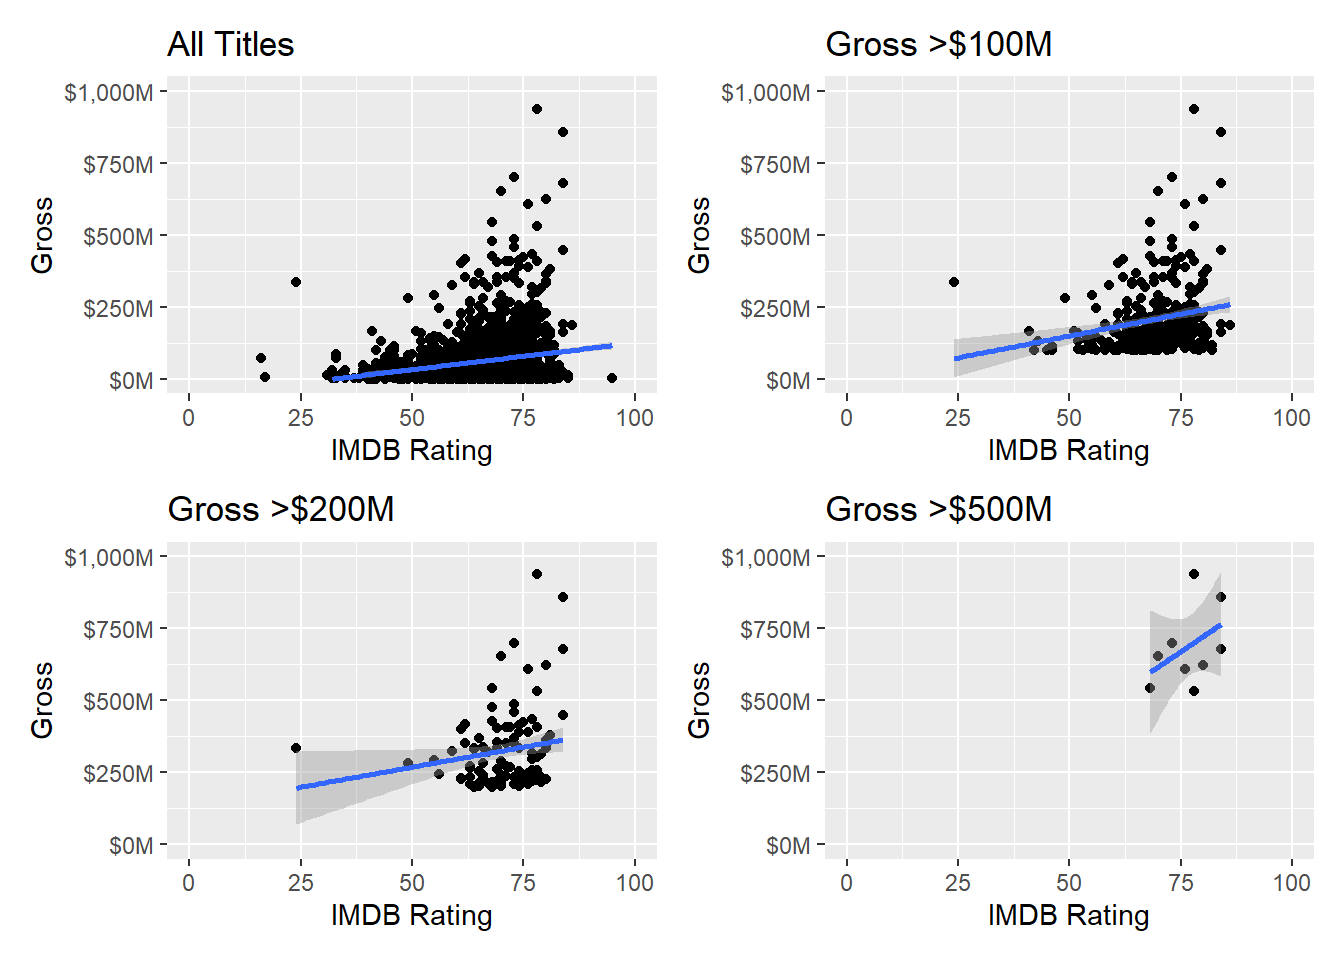 All Titles
$1,000M
$750M
$500M
$250M
$0M
Gross
0 25 50 75 100
IMDB Rating
Gross >$100M
$1,000M
$750M
$500M
$250M
$0M
Gross
0 25 50 75 100
IMDB Rating
Gross >$200M
$1,000M
$750M
$500M
$250M
$0M
Gross
0 25 50 75 100
IMDB Rating
Gross >$500M
$1,000M
$750M
$500M
$250M
$0M
Gross
0 25 50 75 100
IMDB Rating